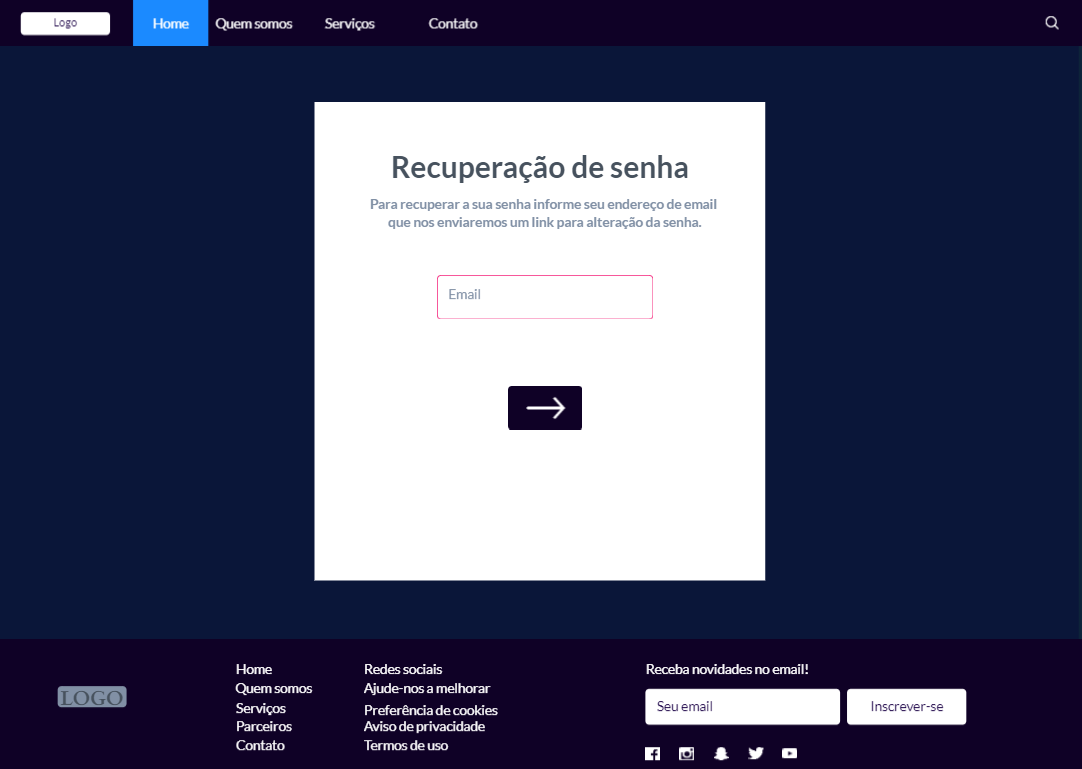 Logo
Home
Quem somos
Serviços
Contato
Recuperação de senha
Para recuperar a sua senha informe seu endereço de email
que nos enviaremos um link para alteração da senha.
Email
LOGO
Home
Quem somos
Serviços
Parceiros
Contato
Redes sociais
Ajude-nos a melhorar
Preferência de cookies
Aviso de privacidade
Termos de uso
Receba novidades no email!
Seu email
Inscrever-se